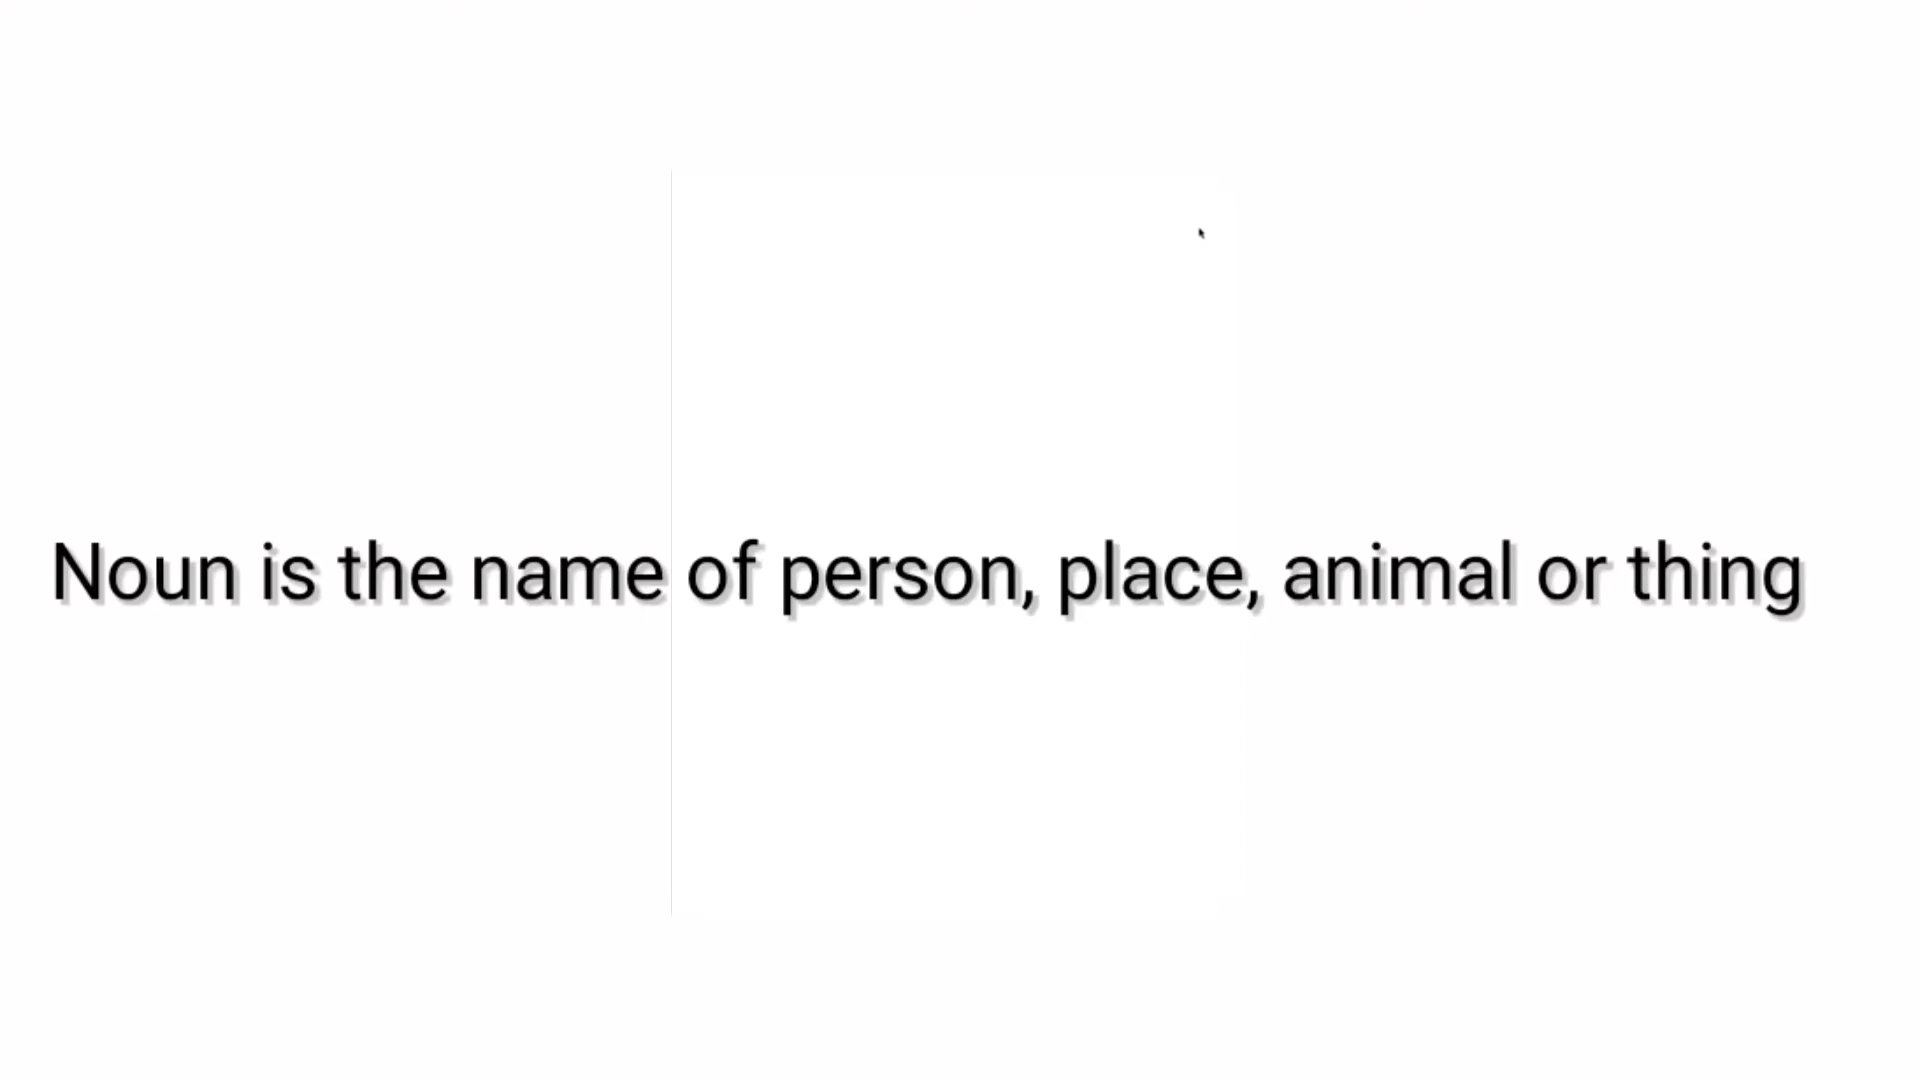 Noun is the name of person, place, animal or thing